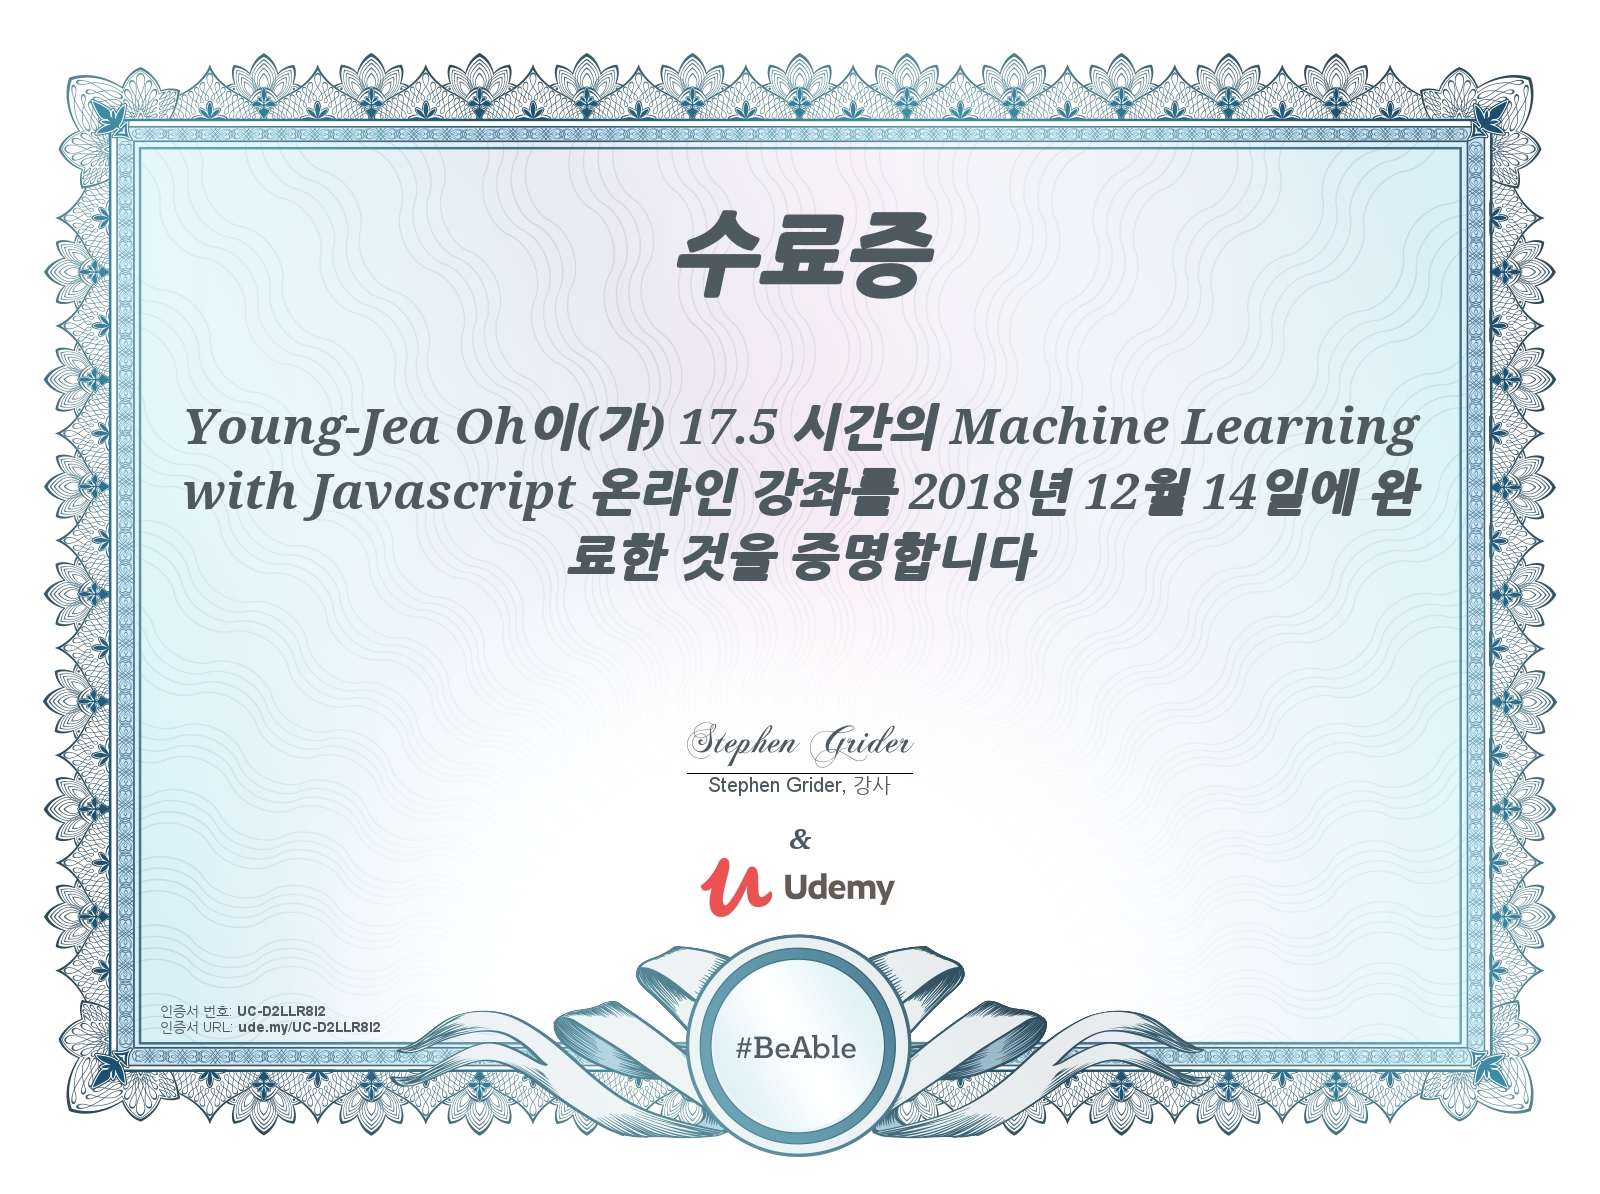 수료증
Young-Jea Oh이(가) 17.5 시간의 Machine Learning
with Javascript 온라인 강좌를 2018년 12월 14일에 완
료한 것을 증명합니다
Stephen Grider
Stephen Grider, 강사
&
Udemy
인증서 번호: UC-D2LLR8I2
인증서 URL: ude.my/UC-D2LLR8I2
#BeAble